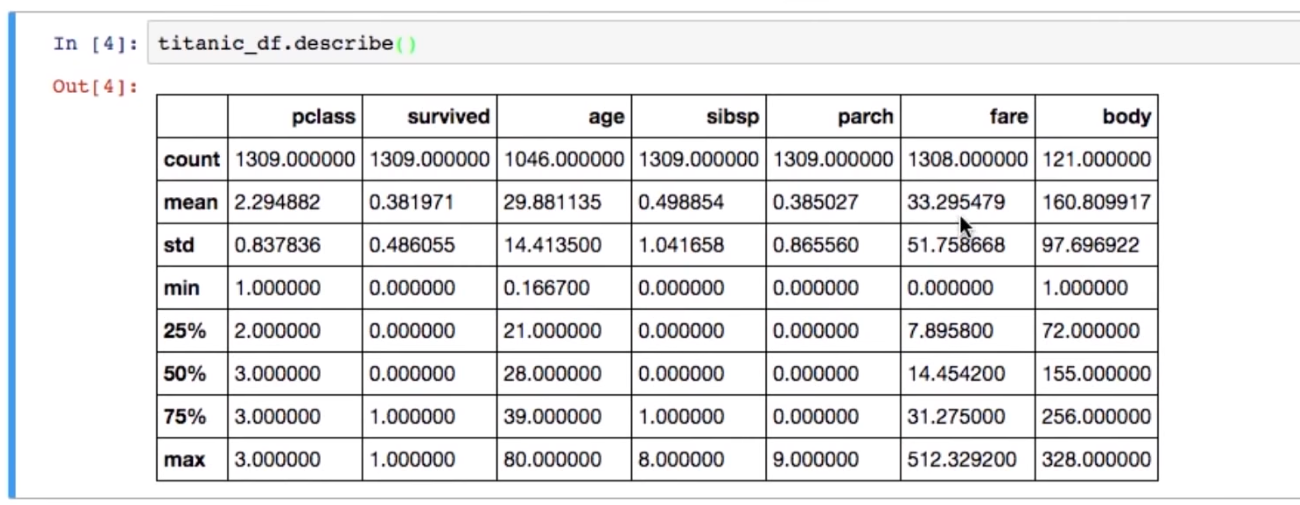 In [4]: titanic_df.describe()
Out[4]:
pclass survived age sibsp parch fare body
count 1309.000000 1309.000000 1046.000000 1309.000000 1309.000000 1308.000000 121.000000
mean 2.294882 0.381971 29.881135 0.498854 0.385027 33.295479 160.809917
std 0.837836 0.486055 14.413500 1.041658 0.865560 51.758668 97.696922
min 1.000000 0.000000 0.166700 0.000000 0.000000 0.000000 1.000000
25% 2.000000 0.000000 21.000000 0.000000 0.000000 7.895800 72.000000
50% 3.000000 0.000000 28.000000 0.000000 0.000000 14.454200 155.000000
75% 3.000000 1.000000 39.000000 1.000000 0.000000 31.275000 256.000000
max 3.000000 1.000000 80.000000 8.000000 9.000000 512.329200 328.000000